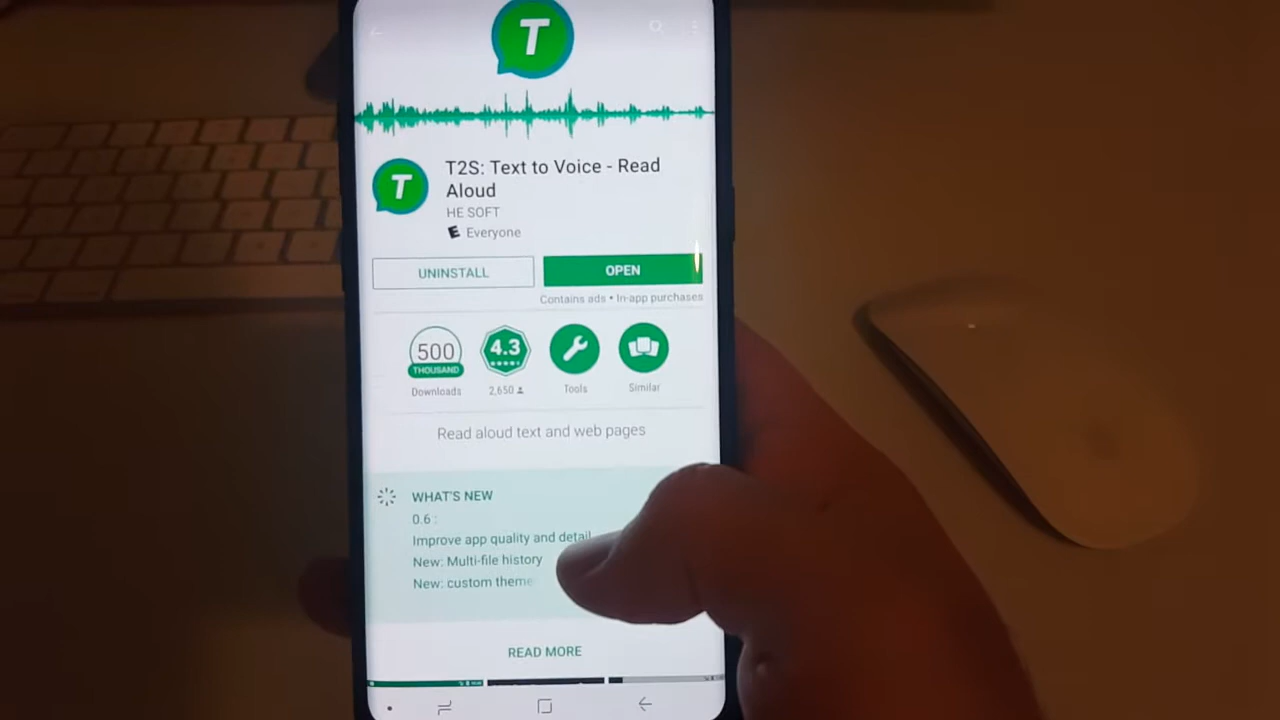 T
T
T2S: Text to Voice - Read
Aloud
HE SOFT
E Everyone
UNINSTALL
OPEN
Contains ads • In-app purchases
500
THOUSAND
4.3
Downloads
2,650
Tools
Similar
Read aloud text and web pages
WHAT'S NEW
0.6 :
Improve app quality and detail
New: Multi-file history
New: custom theme
READ MORE